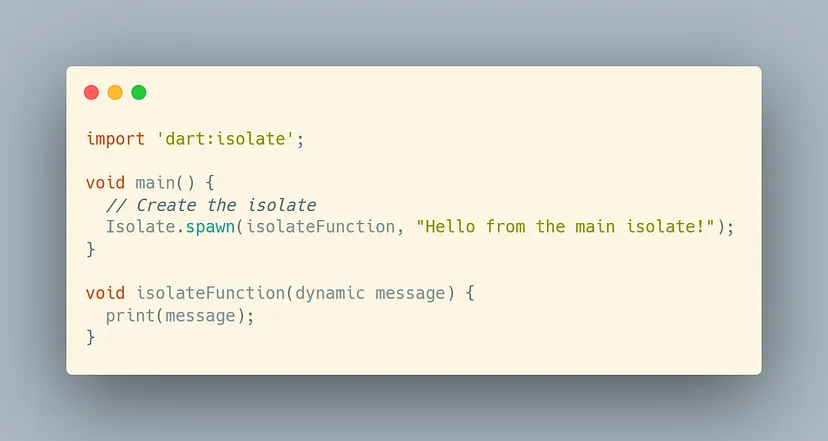 import 'dart:isolate';

void main() {
  // Create the isolate
  Isolate.spawn(isolateFunction, "Hello from the main isolate!");
}

void isolateFunction(dynamic message) {
  print(message);
}